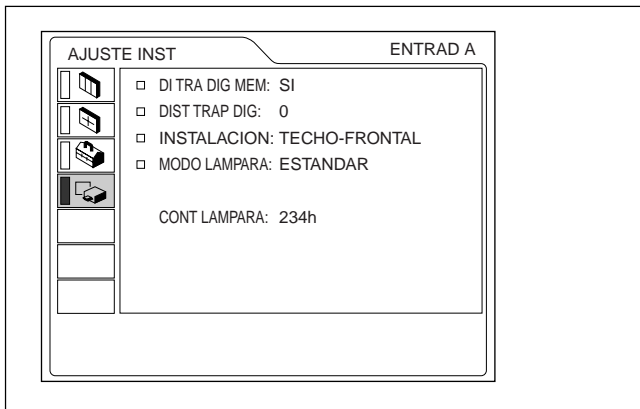 AJUSTE INST ENTRAD A
DI TRA DIG MEM: SI
DIST TRAP DIG: 0
INSTALACION: TECHO-FRONTAL
MODO LAMPARA: ESTANDAR
CONT LAMPARA: 234h